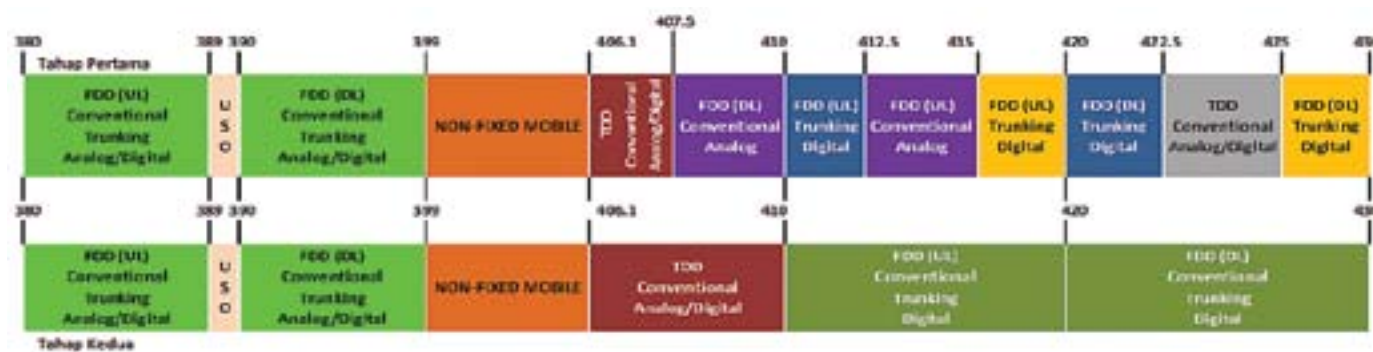 407.5
380 389 390 399 406.1 410 412.5 415 420 422.5 425 430
Tahap Pertama
FDD (UL)
Conventional
Trunking
Analog/Digital
U
S
O
FDD (DL)
Conventional
Trunking
Analog/Digital
NON-FIXED MOBILE
TDD
Conventional
Analog/Digital
FDD (DL)
Conventional
Analog
FDD (UL)
Trunking
Digital
FDD (UL)
Conventional
Analog
FDD (UL)
Trunking
Digital
FDD (DL)
Trunking
Digital
TDD
Conventional
Analog/Digital
FDD (DL)
Trunking
Digital
380 389 390 399 406.1 410 420 430
FDD (UL)
Conventional
Trunking
Analog/Digital
U
S
O
FDD (DL)
Conventional
Trunking
Analog/Digital
NON-FIXED MOBILE
TDD
Conventional
Analog/Digital
FDD (UL)
Conventional
Trunking
Digital
FDD (DL)
Conventional
Trunking
Digital
Tahap Kedua